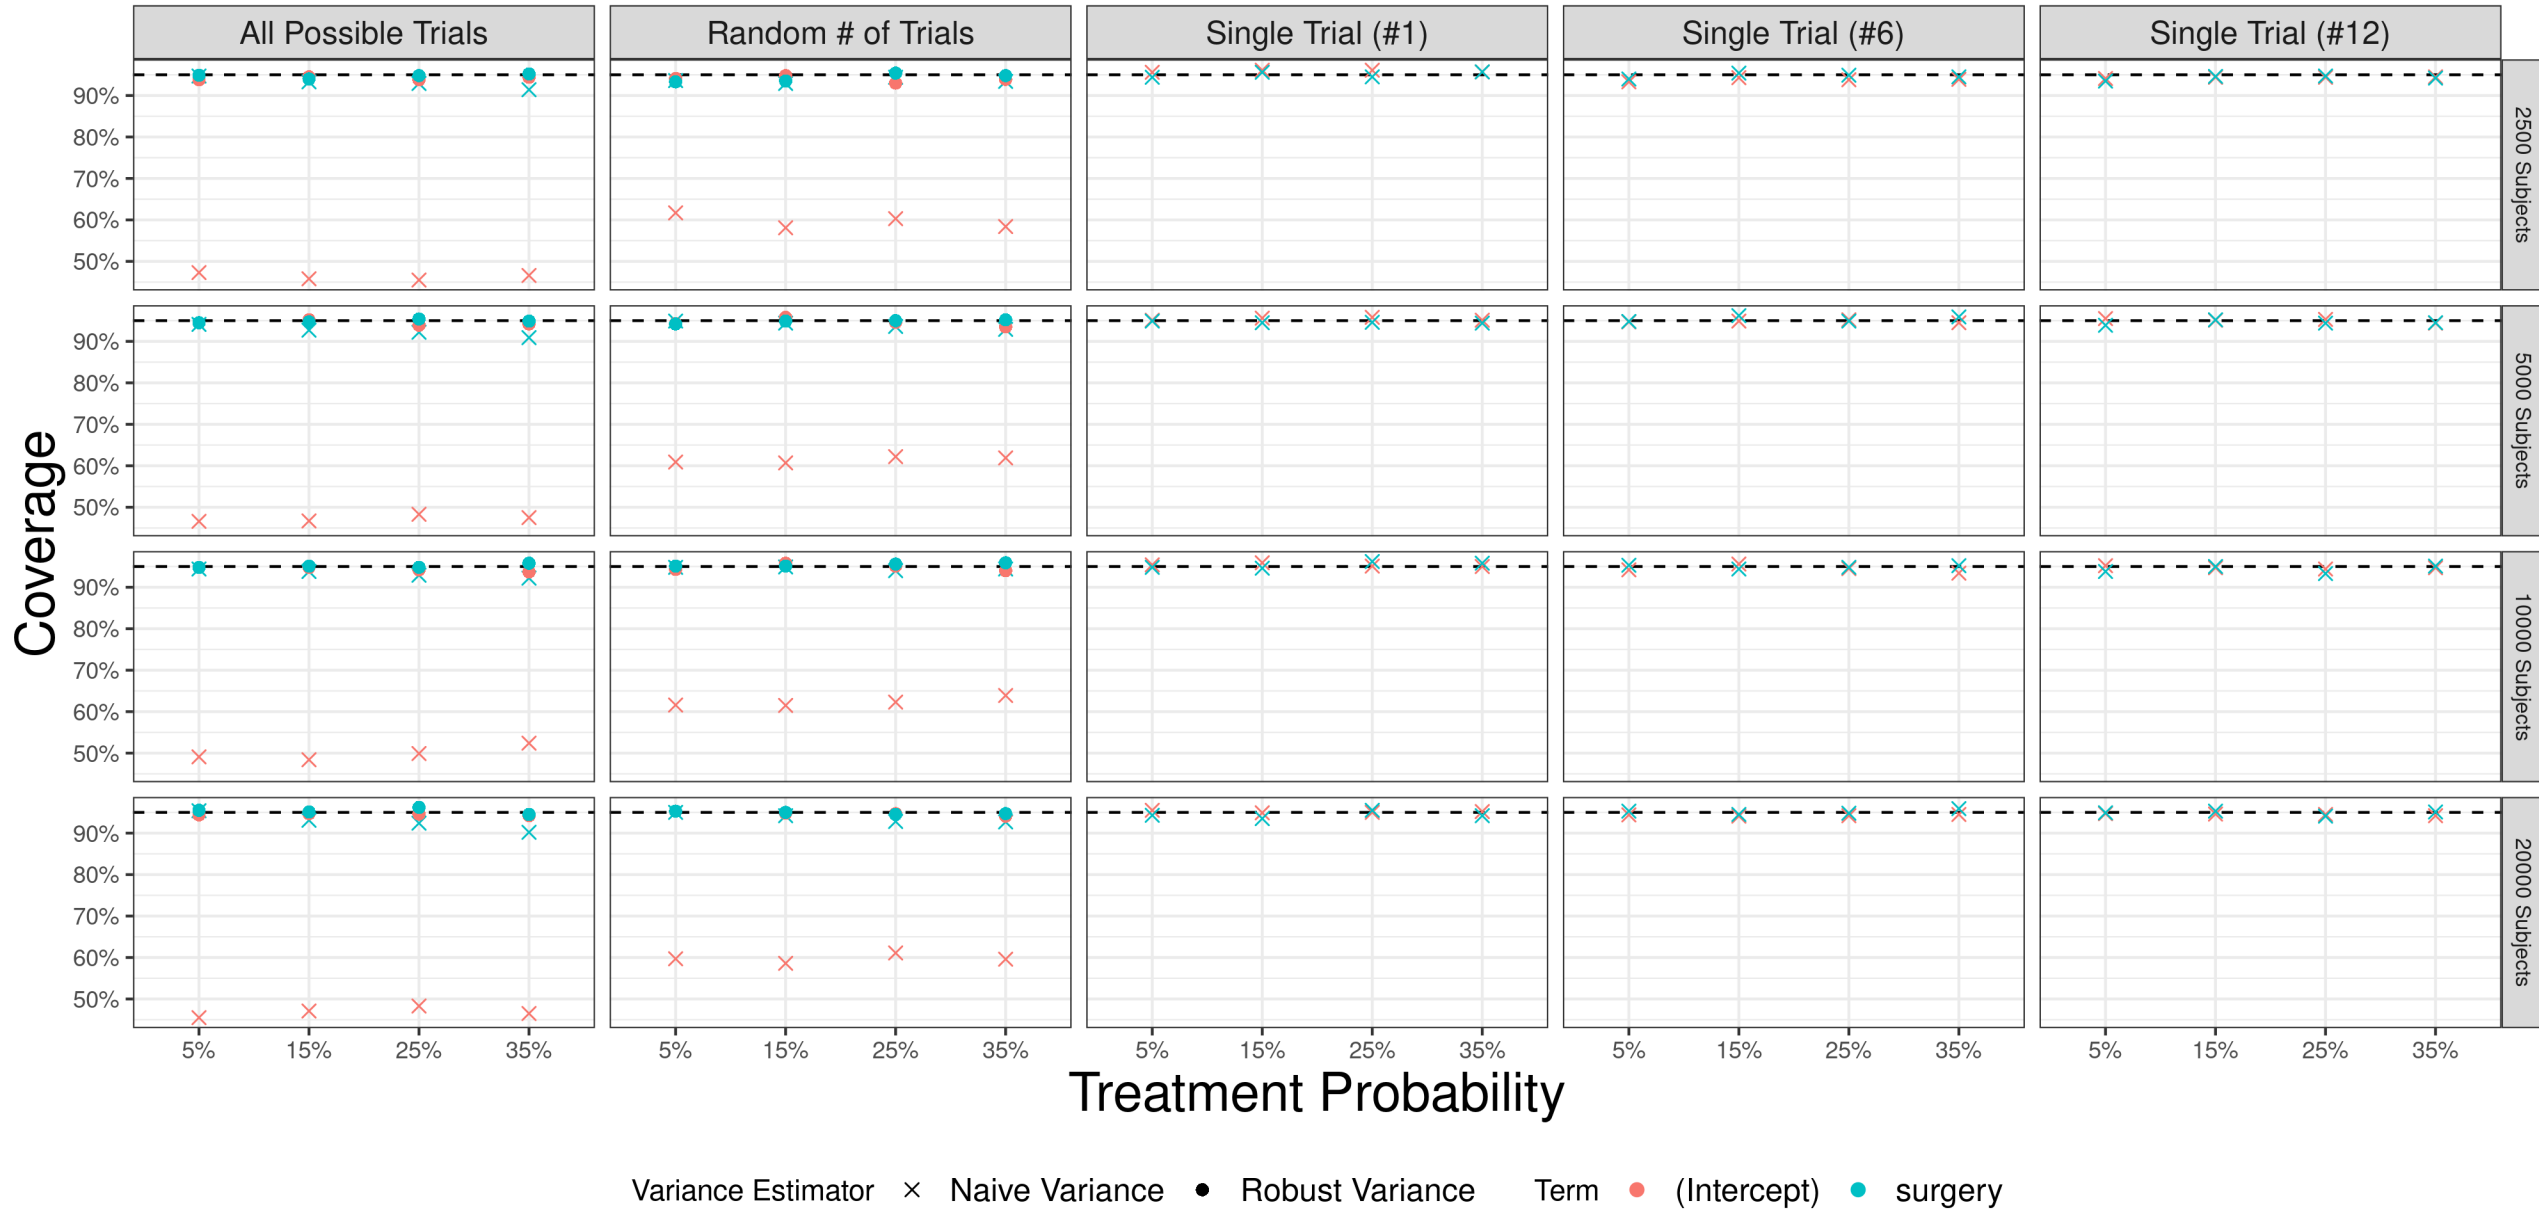 All Possible Trials
Random # of Trials
Single Trial (#1)
Single Trial (#6)
Single Trial (#12)
90%
80%
70%
60%
50%
2500 Subjects
90%
80%
70%
60%
50%
5000 Subjects
90%
80%
70%
60%
50%
10000 Subjects
90%
80%
70%
60%
50%
20000 Subjects
Coverage
5% 15% 25% 35%
5% 15% 25% 35%
5% 15% 25% 35%
5% 15% 25% 35%
5% 15% 25% 35%
Treatment Probability
Variance Estimator Naive Variance Robust Variance Term (Intercept) surgery